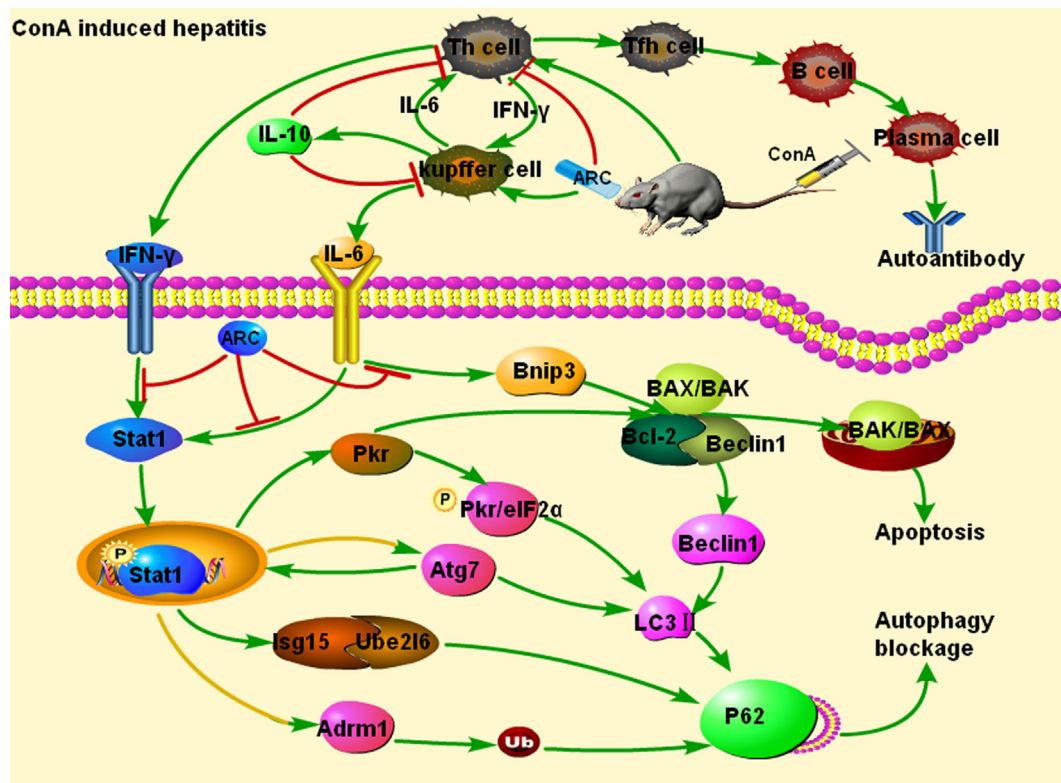 ConA induced hepatitis
Th cell
Tfh cell
B cell
IL-6
IFN-γ
IL-10
Plasma cell
kupffer cell
ARC
ConA
IFN-γ
IL-6
Autoantibody
ARC
Bnip3
BAX/BAK
Stat1
Pkr
Bcl-2
Beclin1
BAK/BAX
P
Pkr/eIF2α
Apoptosis
P
Stat1
Atg7
Beclin1
LC3 II
Isg15
Ube2l6
Autophagy
blockage
P62
Adrm1
Ub